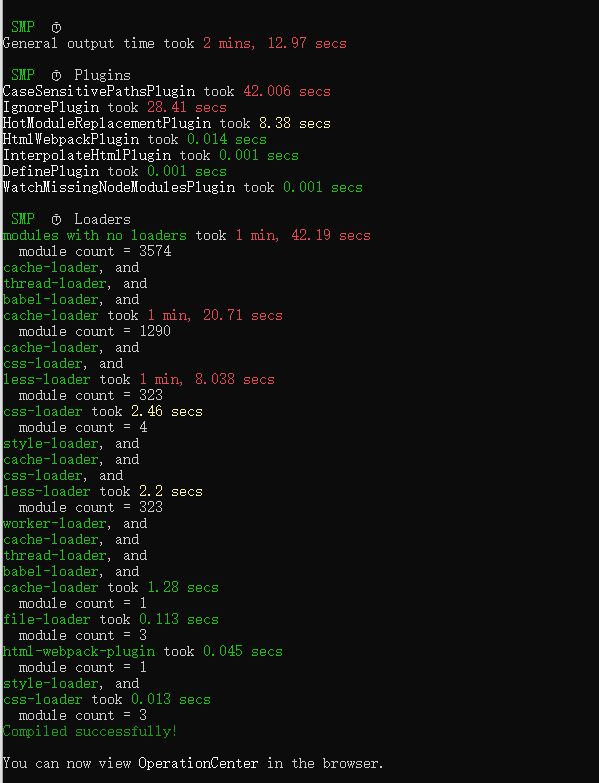 SMP ⏱
General output time took 2 mins, 12.97 secs
SMP ⏱ Plugins
CaseSensitivePathsPlugin took 42.006 secs
IgnorePlugin took 28.41 secs
HotModuleReplacementPlugin took 8.38 secs
HtmlWebpackPlugin took 0.014 secs
InterpolateHtmlPlugin took 0.001 secs
DefinePlugin took 0.001 secs
WatchMissingNodeModulesPlugin took 0.001 secs
SMP ⏱ Loaders
modules with no loaders took 1 min, 42.19 secs
module count = 3574
cache-loader, and
thread-loader, and
babel-loader, and
cache-loader took 1 min, 20.71 secs
module count = 1290
cache-loader, and
css-loader, and
less-loader took 1 min, 8.038 secs
module count = 323
css-loader took 2.46 secs
module count = 4
style-loader, and
cache-loader, and
css-loader, and
less-loader took 2.2 secs
module count = 323
worker-loader, and
cache-loader, and
thread-loader, and
babel-loader, and
cache-loader took 1.28 secs
module count = 1
file-loader took 0.113 secs
module count = 3
html-webpack-plugin took 0.045 secs
module count = 1
style-loader, and
css-loader took 0.013 secs
module count = 3
Compiled successfully!
You can now view OperationCenter in the browser.